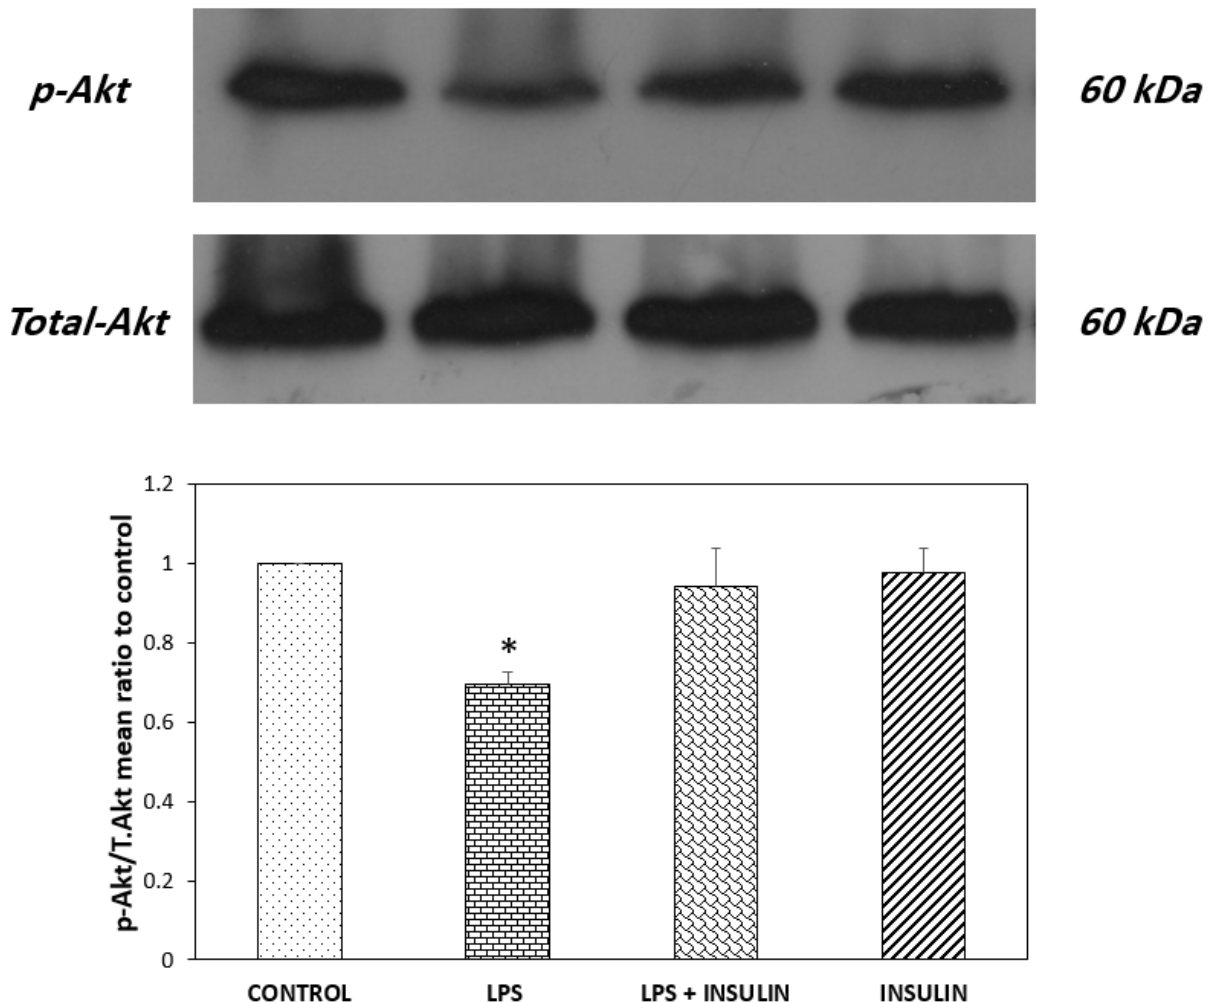 p-Akt 60 kDa
Total-Akt 60 kDa
p-Akt/T.Akt mean ratio to control
1.2
1
0.8
*
0.6
0.4
0.2
0
CONTROL LPS LPS + INSULIN INSULIN